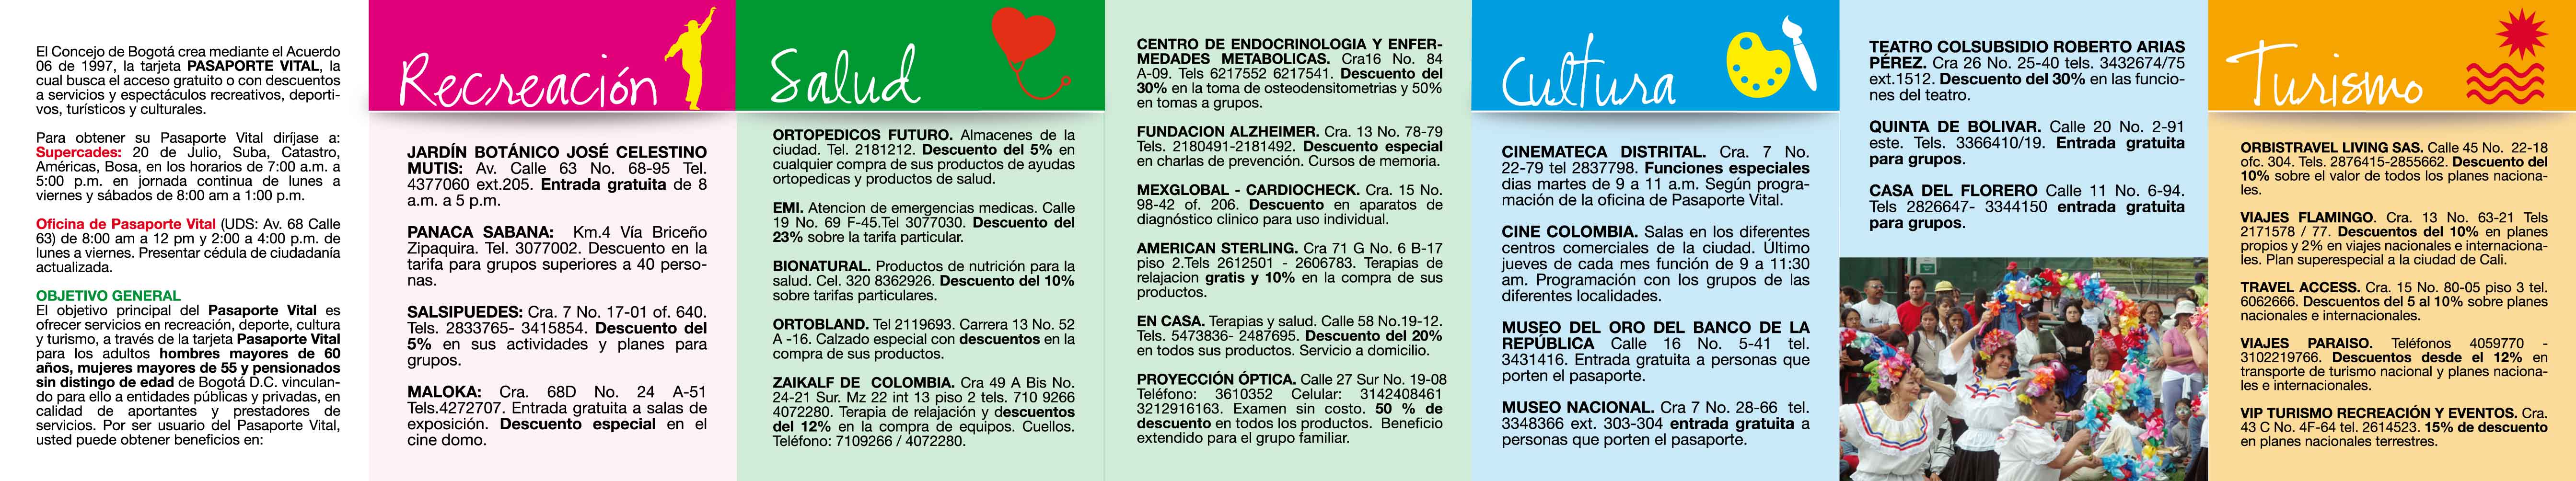 El Concejo de Bogotá crea mediante el Acuerdo
06 de 1997, la tarjeta PASAPORTE VITAL, la
cual busca el acceso gratuito o con descuentos
a servicios y espectáculos recreativos, deporti-
vos, turísticos y culturales.
Para obtener su Pasaporte Vital diríjase a:
Supercades: 20 de Julio, Suba, Catastro,
Américas, Bosa, en los horarios de 7:00 a.m. a
5:00 p.m. en jornada continua de lunes a
viernes y sábados de 8:00 am a 1:00 p.m.
Oficina de Pasaporte Vital (UDS: Av. 68 Calle
63) de 8:00 am a 12 pm y 2:00 a 4:00 p.m. de
lunes a viernes. Presentar cédula de ciudadanía
actualizada.
OBJETIVO GENERAL
El objetivo principal del Pasaporte Vital es
ofrecer servicios en recreación, deporte, cultura
y turismo, a través de la tarjeta Pasaporte Vital
para los adultos hombres mayores de 60
años, mujeres mayores de 55 y pensionados
sin distingo de edad de Bogotá D.C. vinculan-
do para ello a entidades públicas y privadas, en
calidad de aportantes y prestadores de
servicios. Por ser usuario del Pasaporte Vital,
usted puede obtener beneficios en:
Recreación
JARDÍN BOTÁNICO JOSÉ CELESTINO
MUTIS: Av. Calle 63 No. 68-95 Tel.
4377060 ext.205. Entrada gratuita de 8
a.m. a 5 p.m.
PANACA SABANA: Km.4 Vía Briceño
Zipaquira. Tel. 3077002. Descuento en la
tarifa para grupos superiores a 40 perso-
nas.
SALSIPUEDES: Cra. 7 No. 17-01 of. 640.
Tels. 2833765- 3415854. Descuento del
5% en sus actividades y planes para
grupos.
MALOKA: Cra. 68D No. 24 A-51
Tels.4272707. Entrada gratuita a salas de
exposición. Descuento especial en el
cine domo.
Salud
ORTOPEDICOS FUTURO. Almacenes de la
ciudad. Tel. 2181212. Descuento del 5% en
cualquier compra de sus productos de ayudas
ortopedicas y productos de salud.
EMI. Atencion de emergencias medicas. Calle
19 No. 69 F-45.Tel 3077030. Descuento del
23% sobre la tarifa particular.
BIONATURAL. Productos de nutrición para la
salud. Cel. 320 8362926. Descuento del 10%
sobre tarifas particulares.
ORTOBLAND. Tel 2119693. Carrera 13 No. 52
A -16. Calzado especial con descuentos en la
compra de sus productos.
ZAIKALF DE COLOMBIA. Cra 49 A Bis No.
24-21 Sur. Mz 22 int 13 piso 2 tels. 710 9266
4072280. Terapia de relajación y descuentos
del 12% en la compra de equipos. Cuellos.
Teléfono: 7109266 / 4072280.
CENTRO DE ENDOCRINOLOGIA Y ENFER-
MEDADES METABOLICAS. Cra16 No. 84
A-09. Tels 6217552 6217541. Descuento del
30% en la toma de osteodensitometrias y 50%
en tomas a grupos.
FUNDACION ALZHEIMER. Cra. 13 No. 78-79
Tels. 2180491-2181492. Descuento especial
en charlas de prevención. Cursos de memoria.
MEXGLOBAL - CARDIOCHECK. Cra. 15 No.
98-42 of. 206. Descuento en aparatos de
diagnóstico clinico para uso individual.
AMERICAN STERLING. Cra 71 G No. 6 B-17
piso 2.Tels 2612501 - 2606783. Terapias de
relajacion gratis y 10% en la compra de sus
productos.
EN CASA. Terapias y salud. Calle 58 No.19-12.
Tels. 5473836- 2487695. Descuento del 20%
en todos sus productos. Servicio a domicilio.
PROYECCIÓN ÓPTICA. Calle 27 Sur No. 19-08
Teléfono: 3610352 Celular: 3142408461
3212916163. Examen sin costo. 50 % de
descuento en todos los productos. Beneficio
extendido para el grupo familiar.
Cultura
CINEMATECA DISTRITAL. Cra. 7 No.
22-79 tel 2837798. Funciones especiales
dias martes de 9 a 11 a.m. Según progra-
mación de la oficina de Pasaporte Vital.
CINE COLOMBIA. Salas en los diferentes
centros comerciales de la ciudad. Último
jueves de cada mes función de 9 a 11:30
am. Programación con los grupos de las
diferentes localidades.
MUSEO DEL ORO DEL BANCO DE LA
REPÚBLICA Calle 16 No. 5-41 tel.
3431416. Entrada gratuita a personas que
porten el pasaporte.
MUSEO NACIONAL. Cra 7 No. 28-66 tel.
3348366 ext. 303-304 entrada gratuita a
personas que porten el pasaporte.
TEATRO COLSUBSIDIO ROBERTO ARIAS
PÉREZ. Cra 26 No. 25-40 tels. 3432674/75
ext.1512. Descuento del 30% en las funcio-
nes del teatro.
QUINTA DE BOLIVAR. Calle 20 No. 2-91
este. Tels. 3366410/19. Entrada gratuita
para grupos.
CASA DEL FLORERO Calle 11 No. 6-94.
Tels 2826647- 3344150 entrada gratuita
para grupos.
Turismo
ORBISTRAVEL LIVING SAS. Calle 45 No. 22-18
ofc. 304. Tels. 2876415-2855662. Descuento del
10% sobre el valor de todos los planes naciona-
les.
VIAJES FLAMINGO. Cra. 13 No. 63-21 Tels
2171578 / 77. Descuentos del 10% en planes
propios y 2% en viajes nacionales e internaciona-
les. Plan superespecial a la ciudad de Cali.
TRAVEL ACCESS. Cra. 15 No. 80-05 piso 3 tel.
6062666. Descuentos del 5 al 10% sobre planes
nacionales e internacionales.
VIAJES PARAISO. Teléfonos 4059770 -
3102219766. Descuentos desde el 12% en
transporte de turismo nacional y planes naciona-
les e internacionales.
VIP TURISMO RECREACIÓN Y EVENTOS. Cra.
43 C No. 4F-64 tel. 2614523. 15% de descuento
en planes nacionales terrestres.